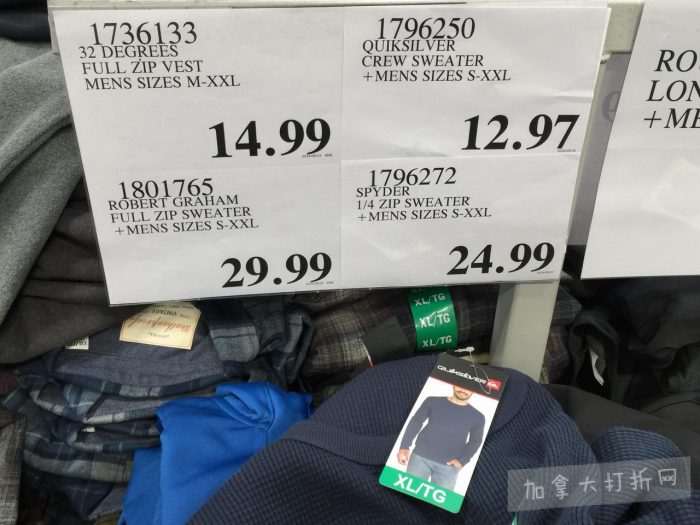 1736133
32 DEGREES
FULL ZIP VEST
MENS SIZES M-XXL
14.99
1796250
QUIKSILVER
CREW SWEATER
+MENS SIZES S-XXL
12.97
1801765
ROBERT GRAHAM
FULL ZIP SWEATER
+MENS SIZES S-XXL
29.99
1796272
SPYDER
1/4 ZIP SWEATER
+MENS SIZES S-XXL
24.99
RO
LON
+ME
XL/TG
XL/TG
QUIKSILVER
XL/TG
加拿大打折网